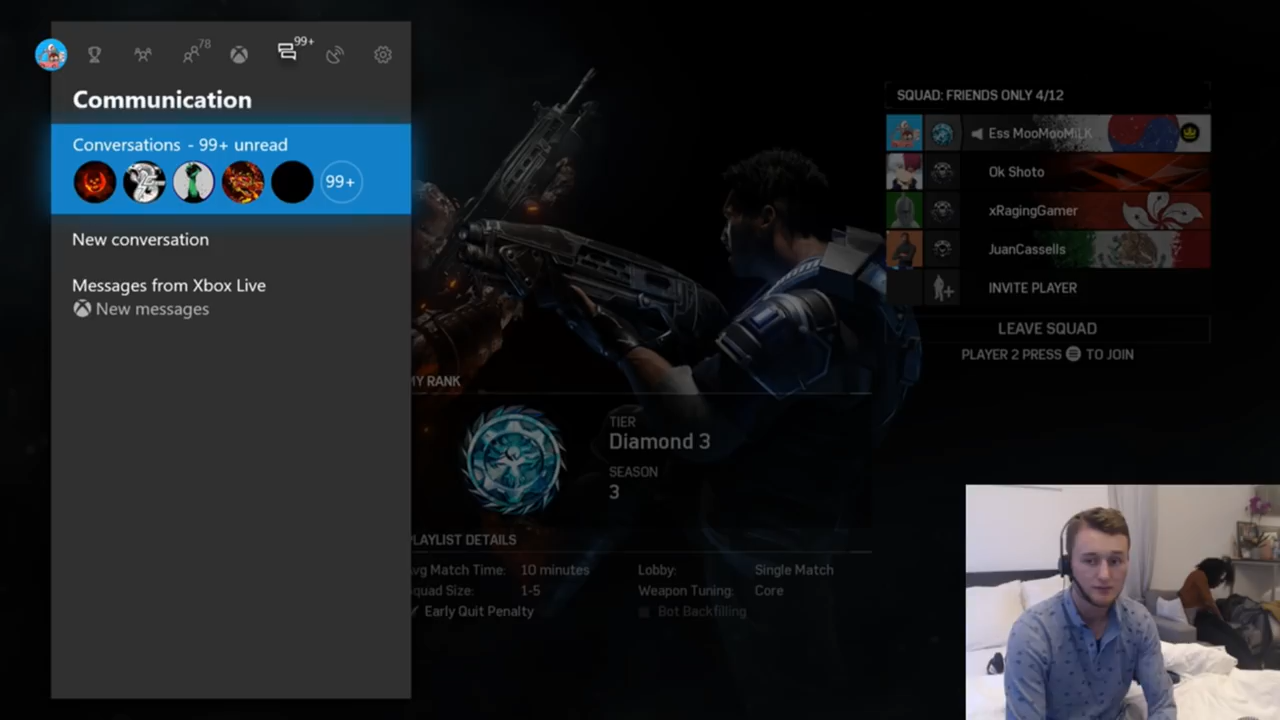 78
99+
Communication
Conversations - 99+ unread
99+
New conversation
Messages from Xbox Live
New messages
SQUAD: FRIENDS ONLY 4/12
Ess MooMooMiLK
Ok Shoto
xRagingGamer
JuanCassells
INVITE PLAYER
LEAVE SQUAD
PLAYER 2 PRESS TO JOIN
MY RANK
TIER
Diamond 3
SEASON
3
PLAYLIST DETAILS
Avg Match Time: 10 minutes
Lobby: Single Match
Squad Size: 1-5
Weapon Tuning: Core
Early Quit Penalty
Bot Backfilling